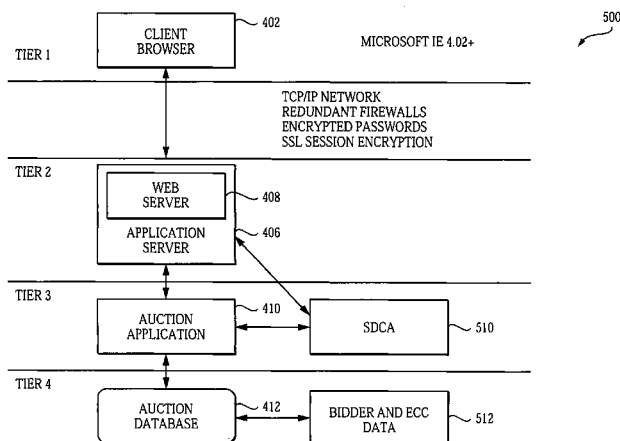 500
CLIENT
BROWSER
402
MICROSOFT IE 4.02+
TIER 1
TCP/IP NETWORK
REDUNDANT FIREWALLS
ENCRYPTED PASSWORDS
SSL SESSION ENCRYPTION
TIER 2
WEB
SERVER
408
APPLICATION
SERVER
406
TIER 3
AUCTION
APPLICATION
410
SDCA
510
TIER 4
AUCTION
DATABASE
412
BIDDER AND ECC
DATA
512